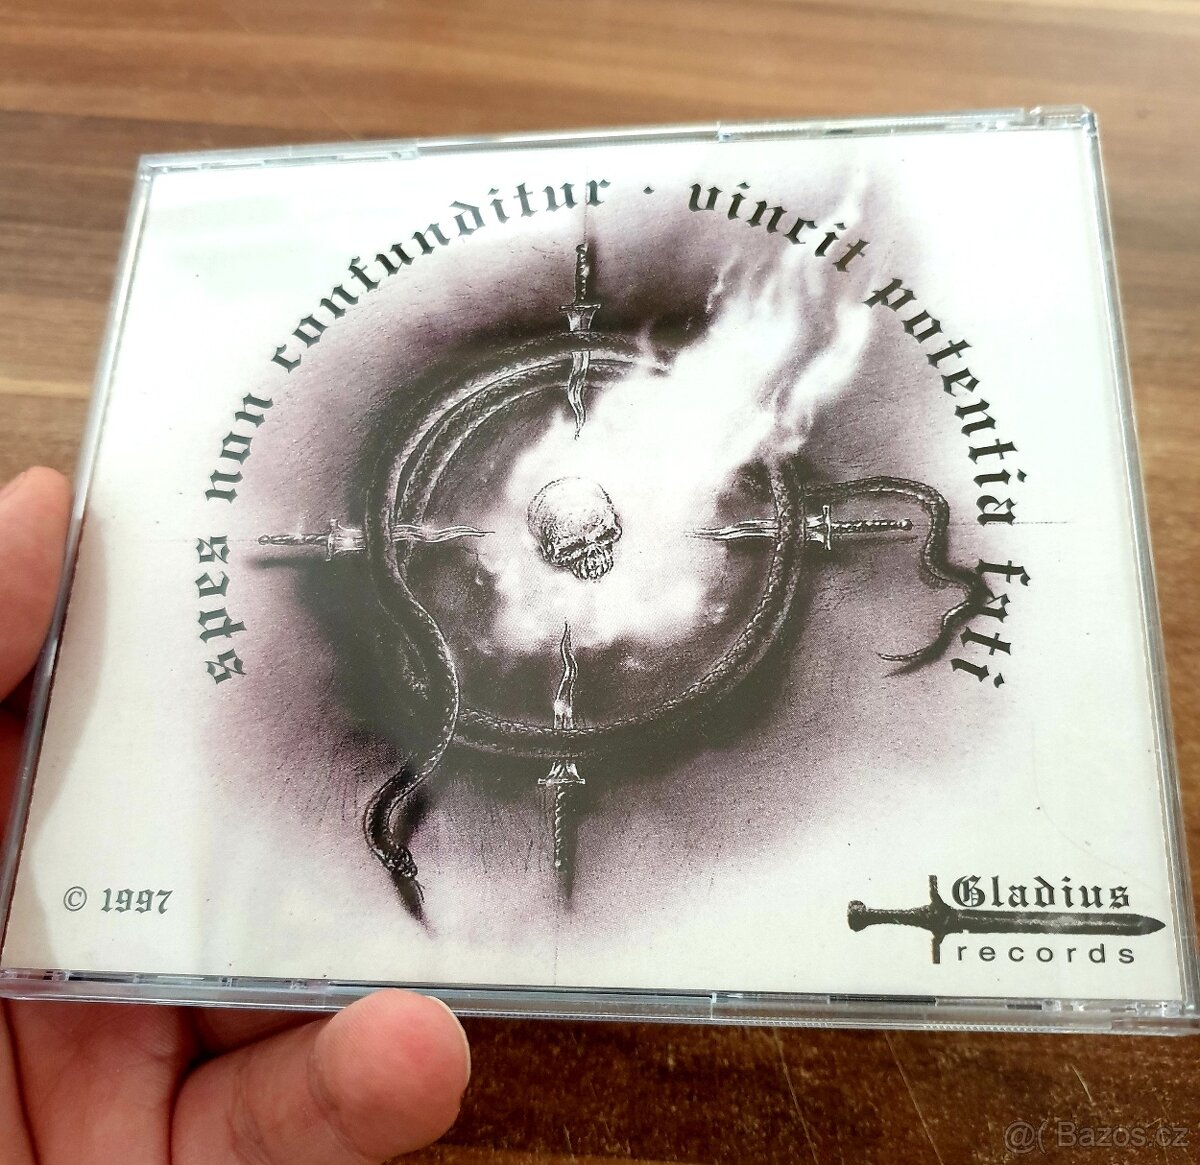 spes non confunditur · vincit potentia fati
© 1997
Gladius
records
@( Bazos.cz